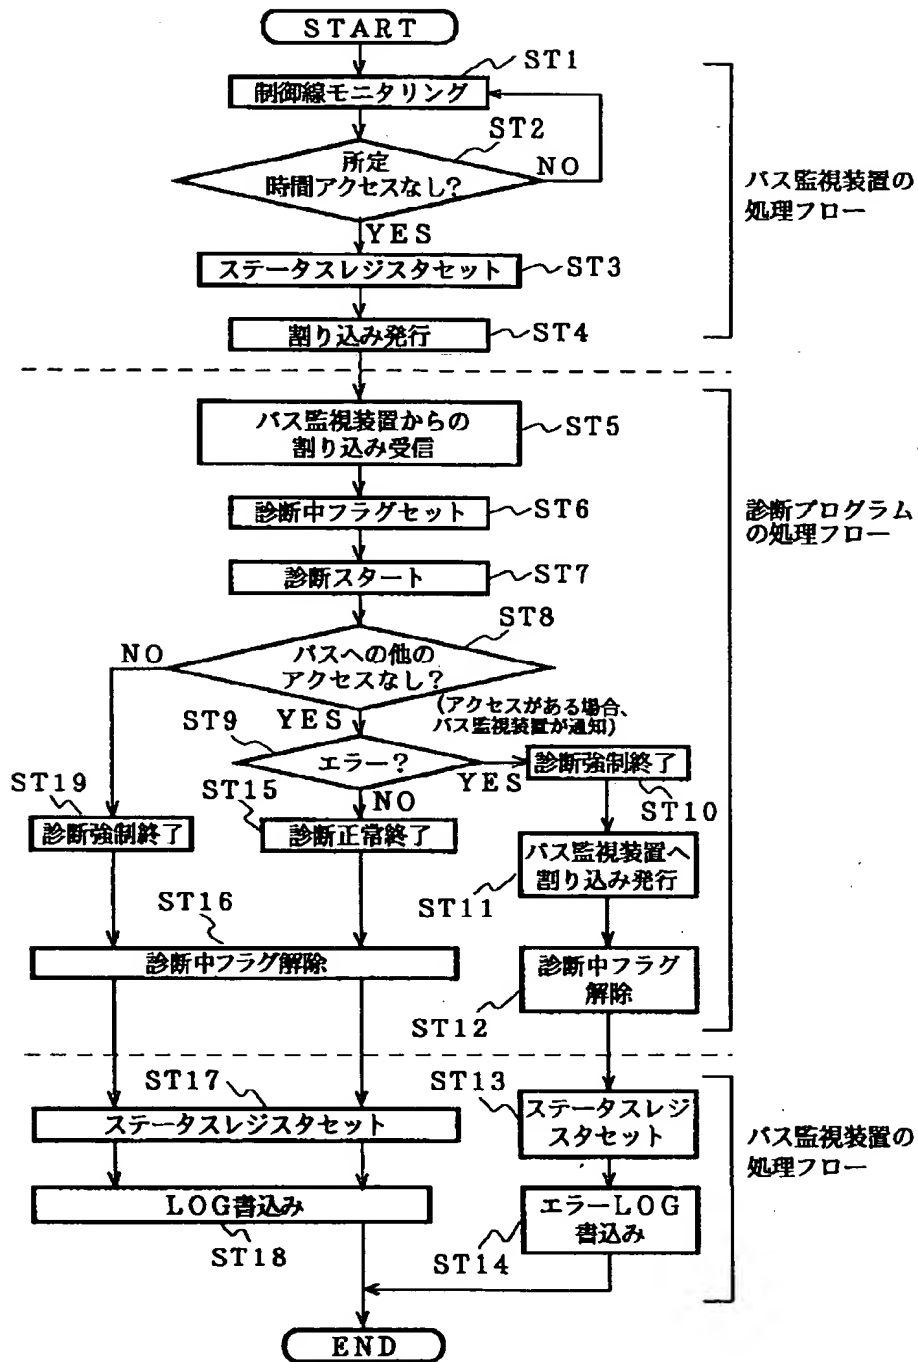 START
ST1
制御線モニタリング
ST2
所定
時間アクセスなし?
NO
YES
バス監視装置の
処理フロー
ステータスレジスタセット
ST3
割り込み発行
ST4
バス監視装置からの
割り込み受信
ST5
診断中フラグセット
ST6
診断プログラム
の処理フロー
診断スタート
ST7
ST8
NO
バスへの他の
アクセスなし?
(アクセスがある場合、
バス監視装置が通知)
YES
ST9
エラー?
YES
診断強制終了
ST10
ST19
診断強制終了
ST15
NO
診断正常終了
バス監視装置へ
割り込み発行
ST11
ST16
診断中フラグ解除
診断中フラグ
解除
ST12
ST17
ステータスレジスタセット
ST13
ステータスレジ
スタセット
バス監視装置の
処理フロー
LOG書込み
ST18
エラーLOG
書込み
ST14
END